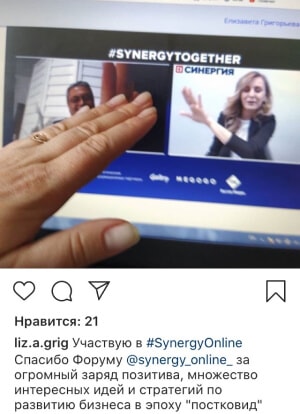 Елизавета Григорьева
#SYNERGYTOGETHER
СИНЕРГИЯ
MEGOGO
Нравится: 21
liz.a.grig Участвую в #SynergyOnline
Спасибо Форуму @synergy_online_ за
огромный заряд позитива, множество
интересных идей и стратегий по
развитию бизнеса в эпоху "постковид"